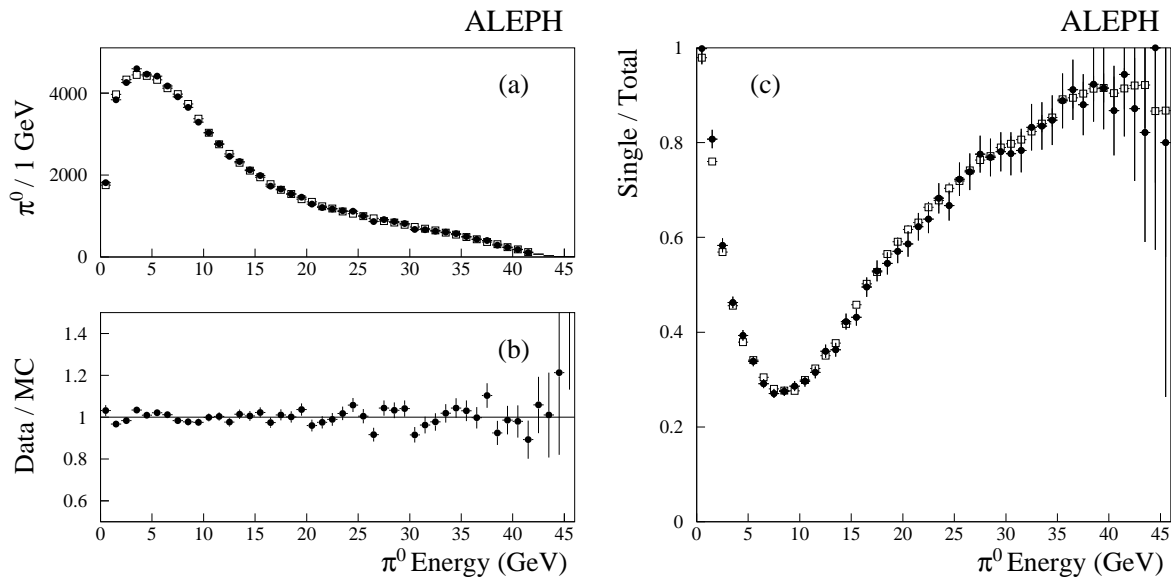 ALEPH
(a)
π⁰ / 1 GeV
4000
2000
0
0 5 10 15 20 25 30 35 40 45
(b)
Data / MC
1.4
1.2
1
0.8
0.6
0 5 10 15 20 25 30 35 40 45
π⁰ Energy (GeV)
ALEPH
(c)
Single / Total
1
0.8
0.6
0.4
0.2
0
0 5 10 15 20 25 30 35 40 45
π⁰ Energy (GeV)